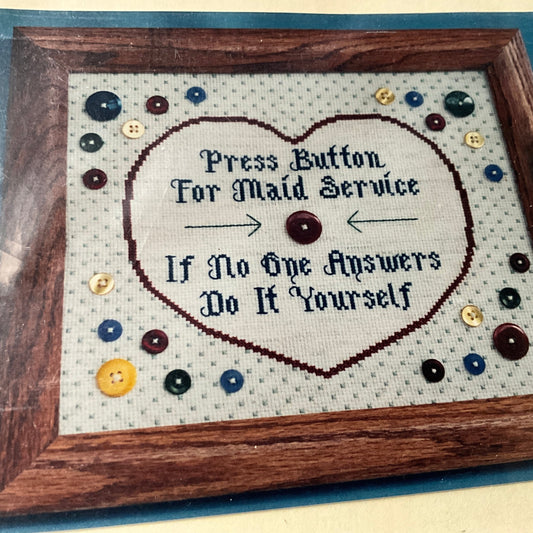 Press Button
For Maid Service
If No One Answers
Do It Yourself